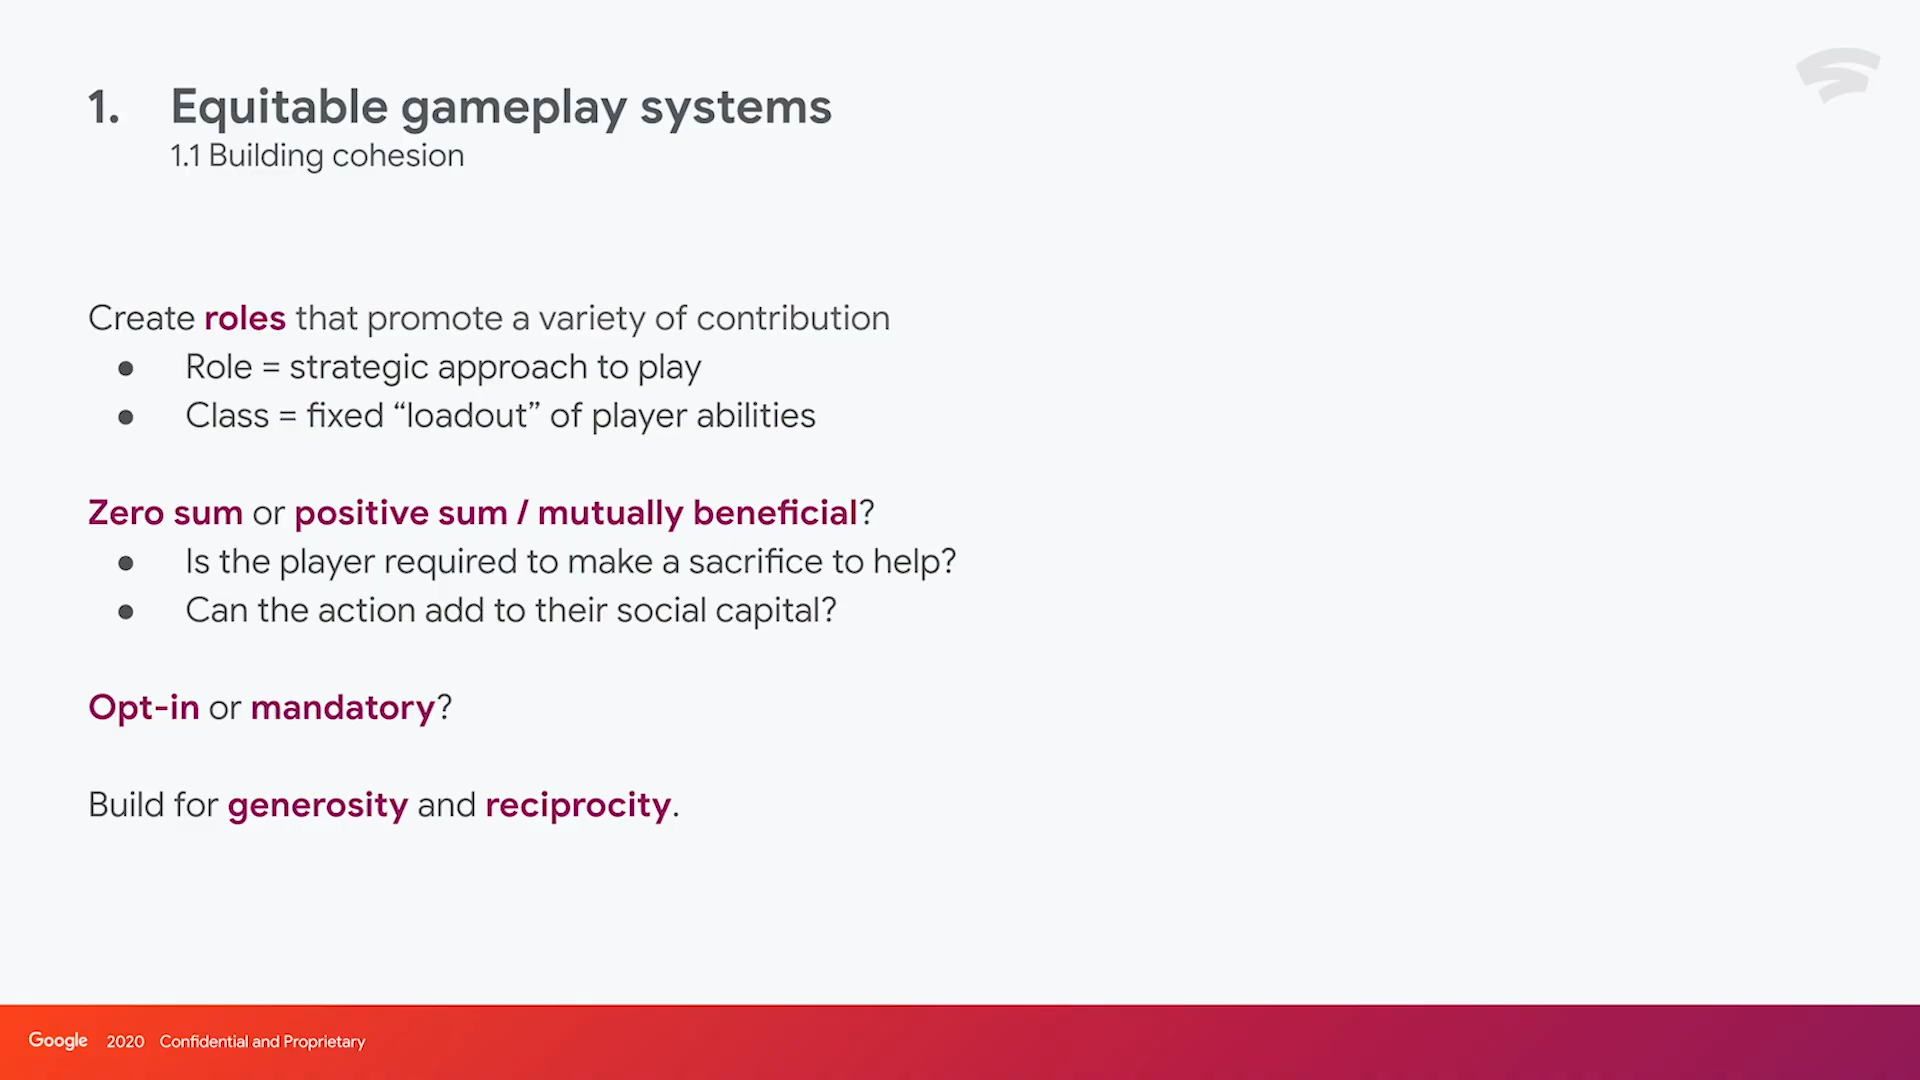 1. Equitable gameplay systems
1.1 Building cohesion
Create roles that promote a variety of contribution
● Role = strategic approach to play
● Class = fixed “loadout” of player abilities
Zero sum or positive sum / mutually beneficial?
● Is the player required to make a sacrifice to help?
● Can the action add to their social capital?
Opt-in or mandatory?
Build for generosity and reciprocity.
Google 2020 Confidential and Proprietary